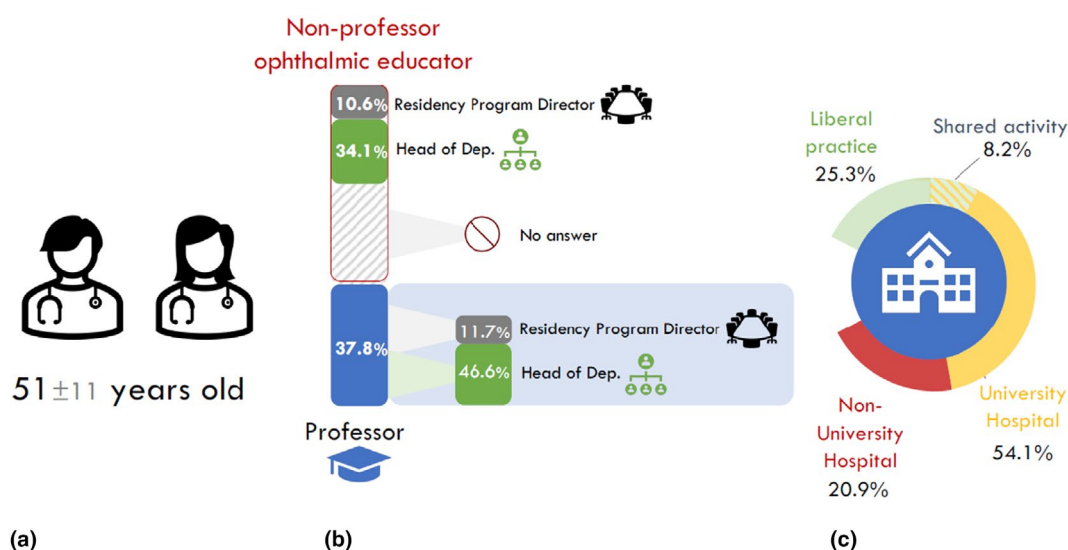 51 ±11 years old
(a)
Non-professor
ophthalmic educator
10.6%
Residency Program Director
34.1%
Head of Dep.
No answer
37.8%
11.7%
Residency Program Director
46.6%
Head of Dep.
Professor
(b)
Liberal
practice
25.3%
Shared activity
8.2%
University
Hospital
54.1%
Non-
University
Hospital
20.9%
(c)